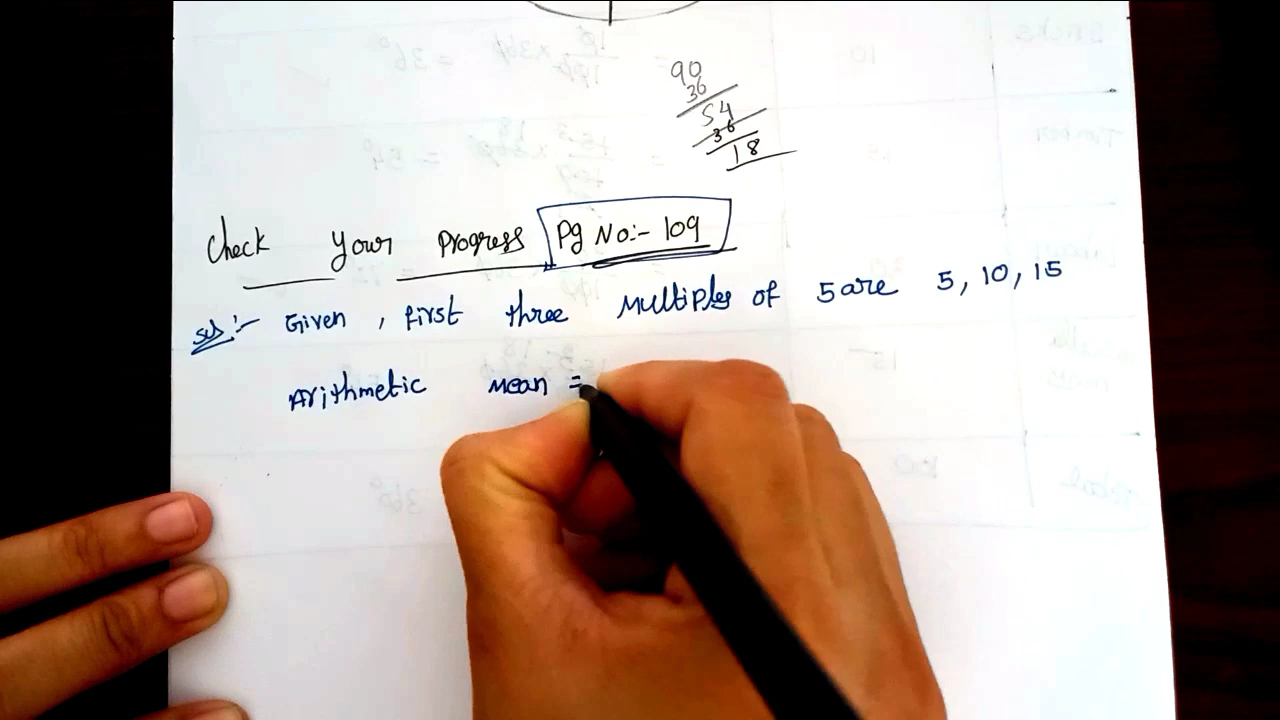 90
36
54
36
18
Check Your Progress Pg No:- 109
Sol:- Given, first three Multiples of 5 are 5, 10, 15
Arithmetic Mean =